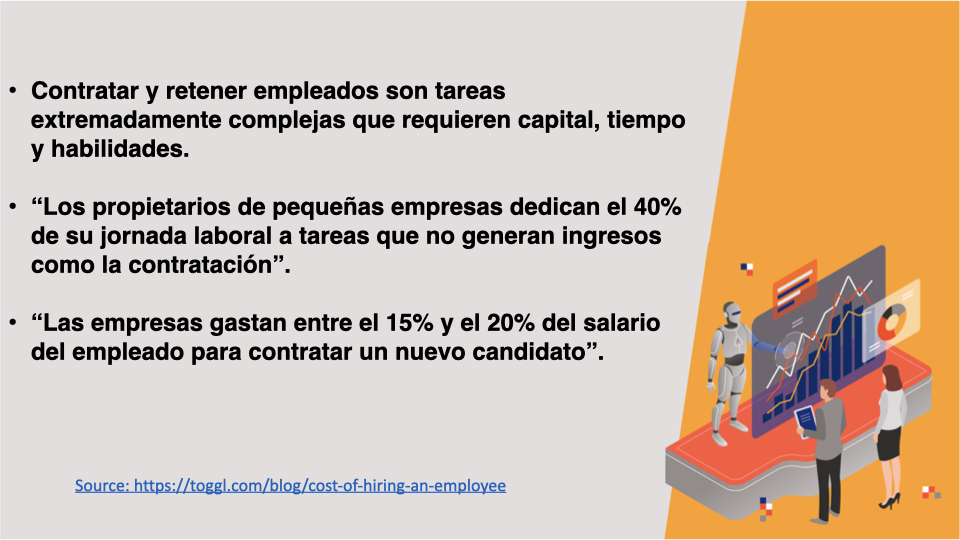 • Contratar y retener empleados son tareas
extremadamente complejas que requieren capital, tiempo
y habilidades.
• “Los propietarios de pequeñas empresas dedican el 40%
de su jornada laboral a tareas que no generan ingresos
como la contratación”.
• “Las empresas gastan entre el 15% y el 20% del salario
del empleado para contratar un nuevo candidato”.
Source: https://toggl.com/blog/cost-of-hiring-an-employee